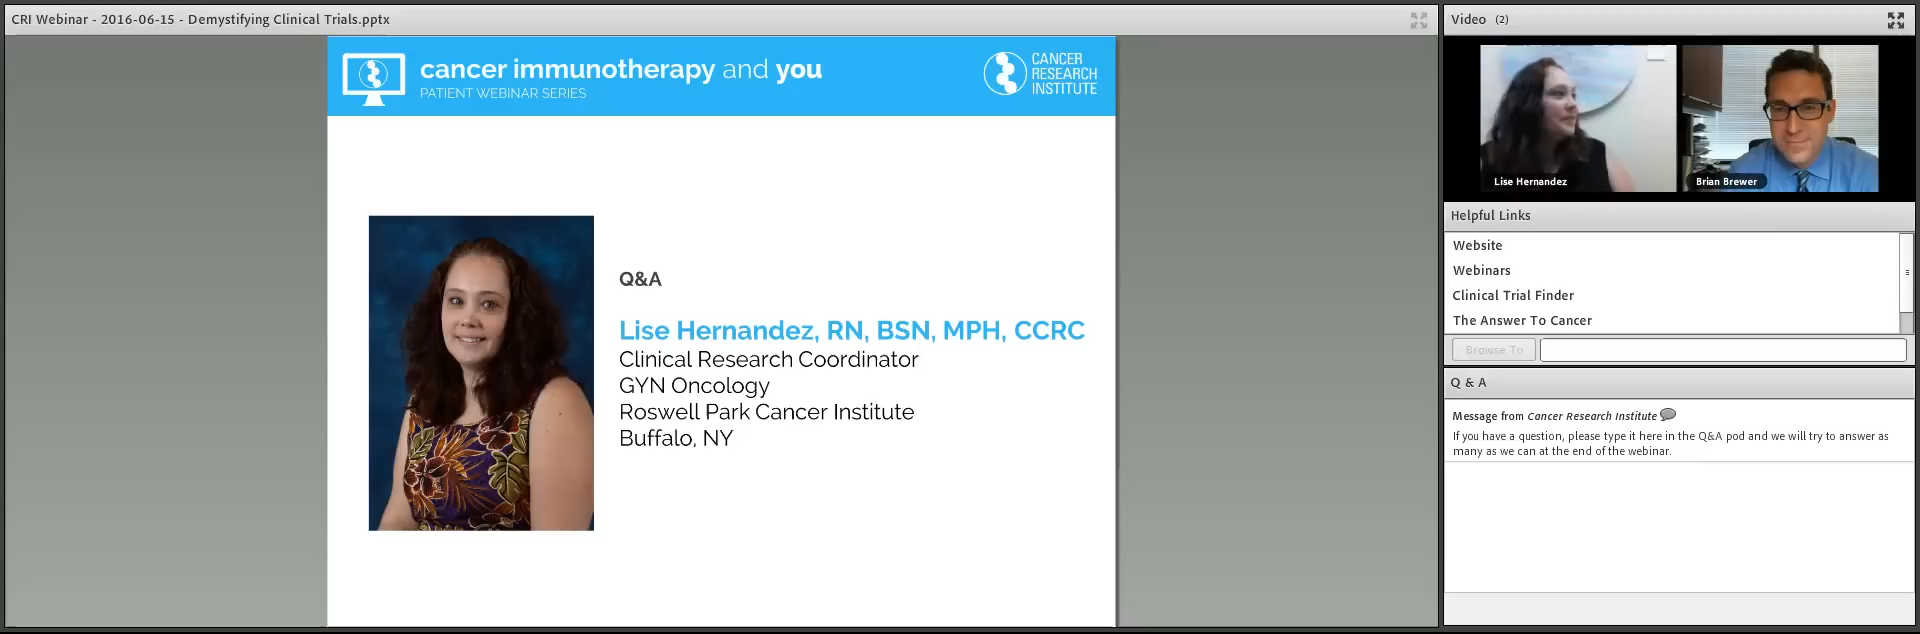 CRI Webinar - 2016-06-15 - Demystifying Clinical Trials.pptx
cancer immunotherapy and you
PATIENT WEBINAR SERIES
CANCER
RESEARCH
INSTITUTE
Q&A
Lise Hernandez, RN, BSN, MPH, CCRC
Clinical Research Coordinator
GYN Oncology
Roswell Park Cancer Institute
Buffalo, NY
Video (2)
Lise Hernandez
Brian Brewer
Helpful Links
Website
Webinars
Clinical Trial Finder
The Answer To Cancer
Browse To
Q & A
Message from Cancer Research Institute
If you have a question, please type it here in the Q&A pod and we will try to answer as
many as we can at the end of the webinar.